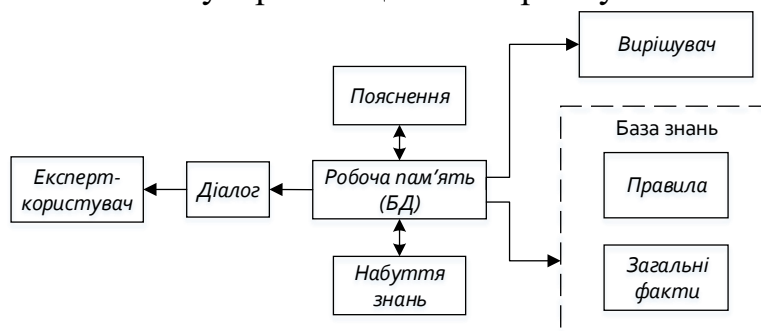 Вирішувач
Пояснення
База знань
Експерт-
користувач
Діалог
Робоча пам’ять
(БД)
Правила
Набуття
знань
Загальні
факти